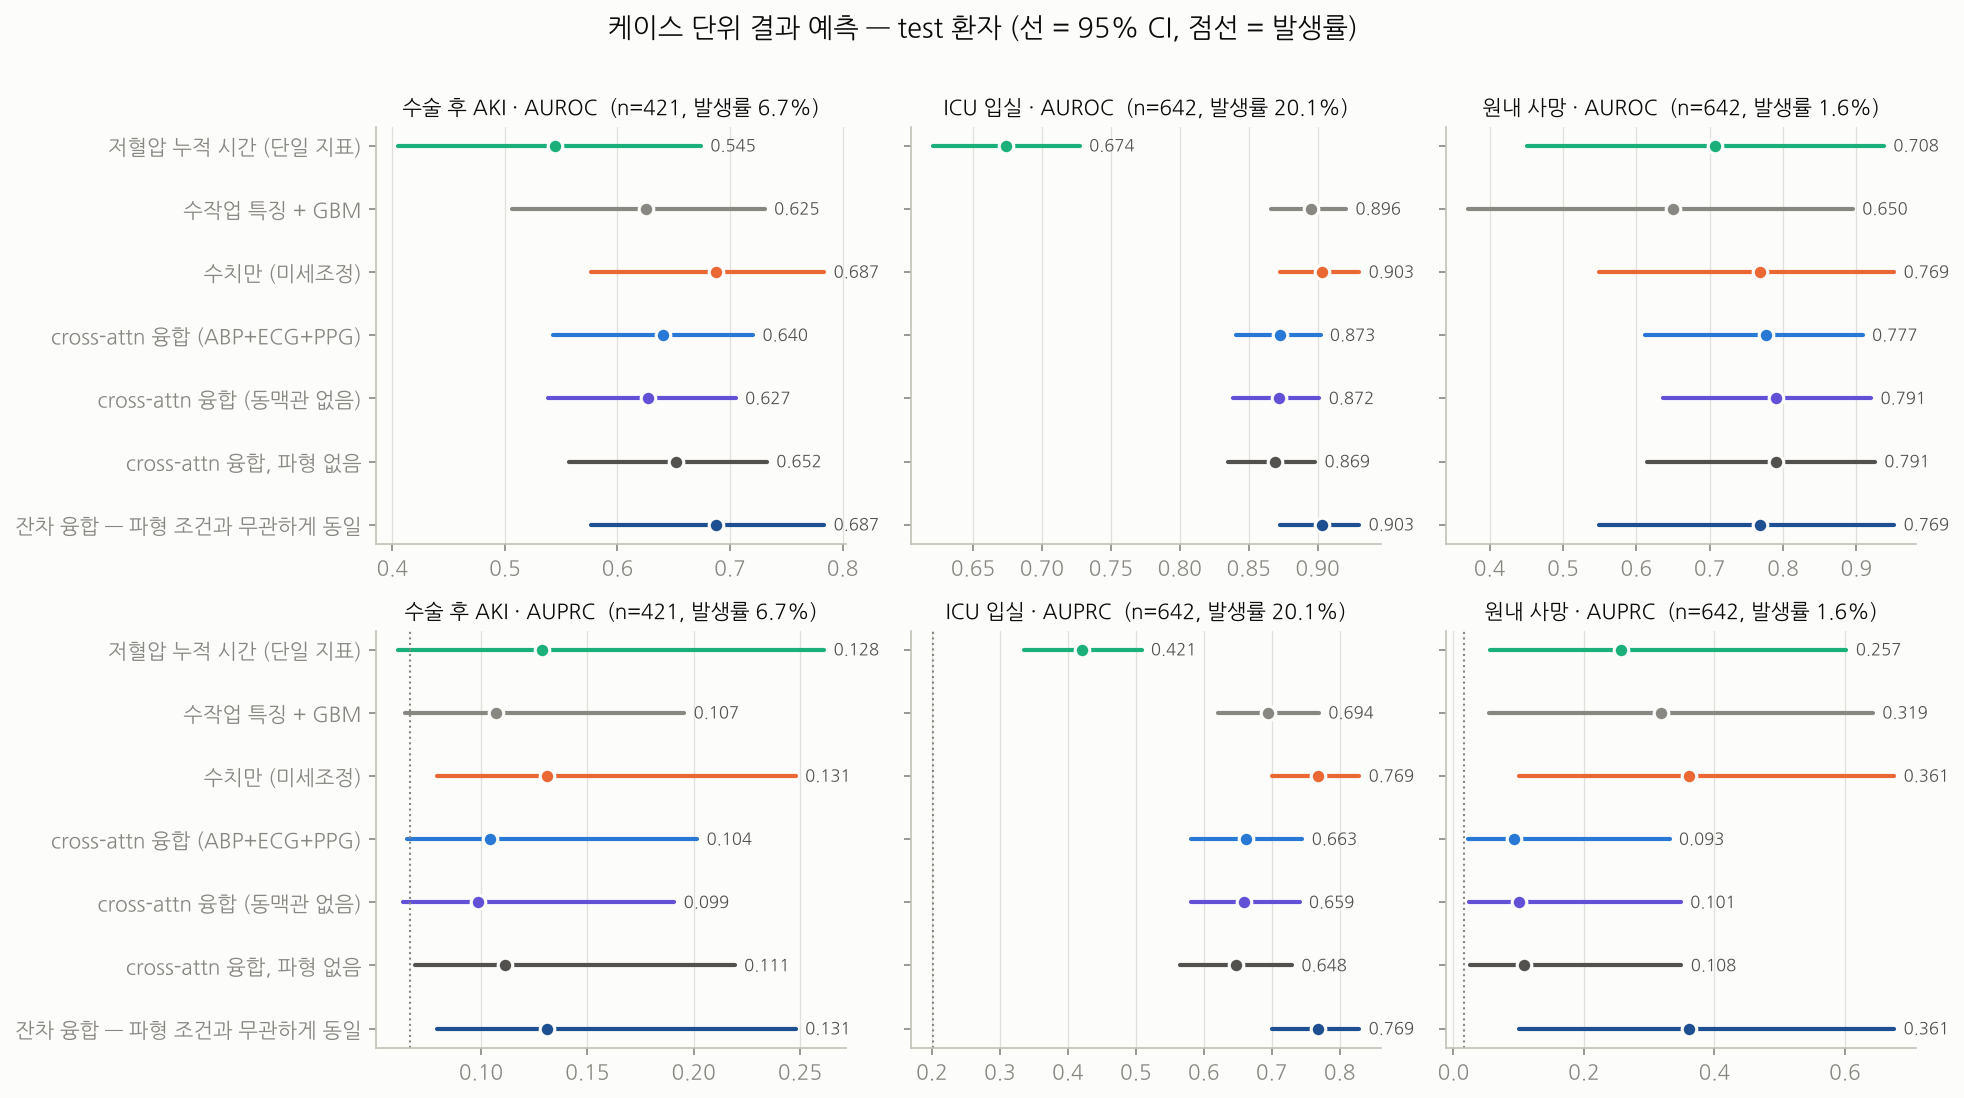 케이스 단위 결과 예측 — test 환자 (선 = 95% CI, 점선 = 발생률)
수술 후 AKI · AUROC (n=421, 발생률 6.7%)
저혈압 누적 시간 (단일 지표)
0.545
수작업 특징 + GBM
0.625
수치만 (미세조정)
0.687
cross-attn 융합 (ABP+ECG+PPG)
0.640
cross-attn 융합 (동맥관 없음)
0.627
cross-attn 융합, 파형 없음
0.652
잔차 융합 — 파형 조건과 무관하게 동일
0.687
0.4 0.5 0.6 0.7 0.8
ICU 입실 · AUROC (n=642, 발생률 20.1%)
0.674
0.896
0.903
0.873
0.872
0.869
0.903
0.65 0.70 0.75 0.80 0.85 0.90
원내 사망 · AUROC (n=642, 발생률 1.6%)
0.708
0.650
0.769
0.777
0.791
0.791
0.769
0.4 0.5 0.6 0.7 0.8 0.9
수술 후 AKI · AUPRC (n=421, 발생률 6.7%)
저혈압 누적 시간 (단일 지표)
0.128
수작업 특징 + GBM
0.107
수치만 (미세조정)
0.131
cross-attn 융합 (ABP+ECG+PPG)
0.104
cross-attn 융합 (동맥관 없음)
0.099
cross-attn 융합, 파형 없음
0.111
잔차 융합 — 파형 조건과 무관하게 동일
0.131
0.10 0.15 0.20 0.25
ICU 입실 · AUPRC (n=642, 발생률 20.1%)
0.421
0.694
0.769
0.663
0.659
0.648
0.769
0.2 0.3 0.4 0.5 0.6 0.7 0.8
원내 사망 · AUPRC (n=642, 발생률 1.6%)
0.257
0.319
0.361
0.093
0.101
0.108
0.361
0.0 0.2 0.4 0.6